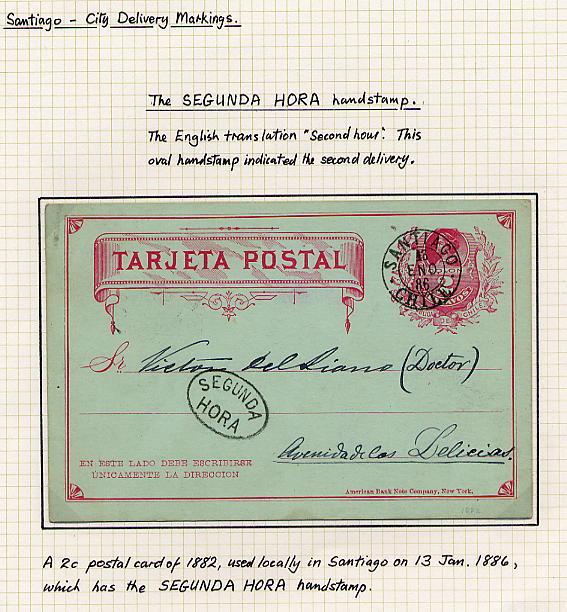 Santiago - City Delivery Markings.
The SEGUNDA HORA handstamp.
The English translation "Second hour". This
oval handstamp indicated the second delivery.
TARJETA POSTAL
SANTIAGO
ENO
86
CHILE
Sr. Victor del Liano (Doctor)
SEGUNDA
HORA
Avenida de las Delicias.
EN ESTE LADO DEBE ESCRIBIRSE
ÚNICAMENTE LA DIRECCION
American Bank Note Company, New York.
1882
A 2c postal card of 1882, used locally in Santiago on 13 Jan. 1886,
which has the SEGUNDA HORA handstamp.